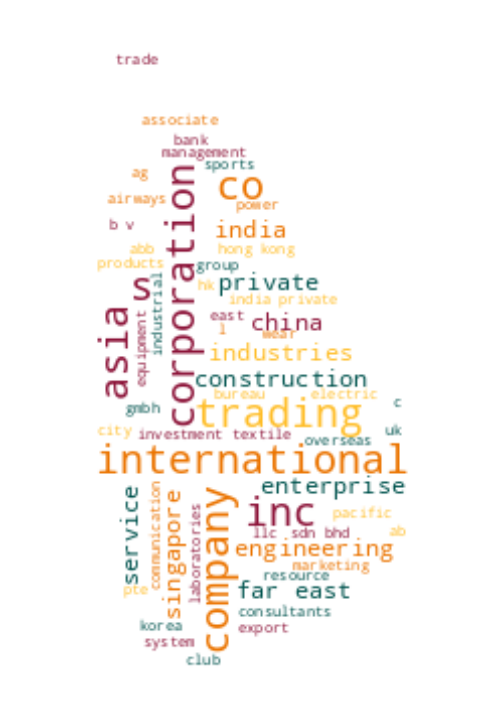 trade
associate
bank
management
sports
ag
co
airways
power
b v
india
corporation
abb
hong kong
products
group
s
industrial
hk
private
india private
asia
equipment
east
china
l
wear
industries
construction
bureau
electric
gmbh
trading
c
city
investment
textile
overseas
uk
international
service
communication
singapore
company
enterprise
laboratories
inc
pacific
llc
sdn bhd
ab
engineering
marketing
resource
pte
far east
consultants
korea
export
system
club